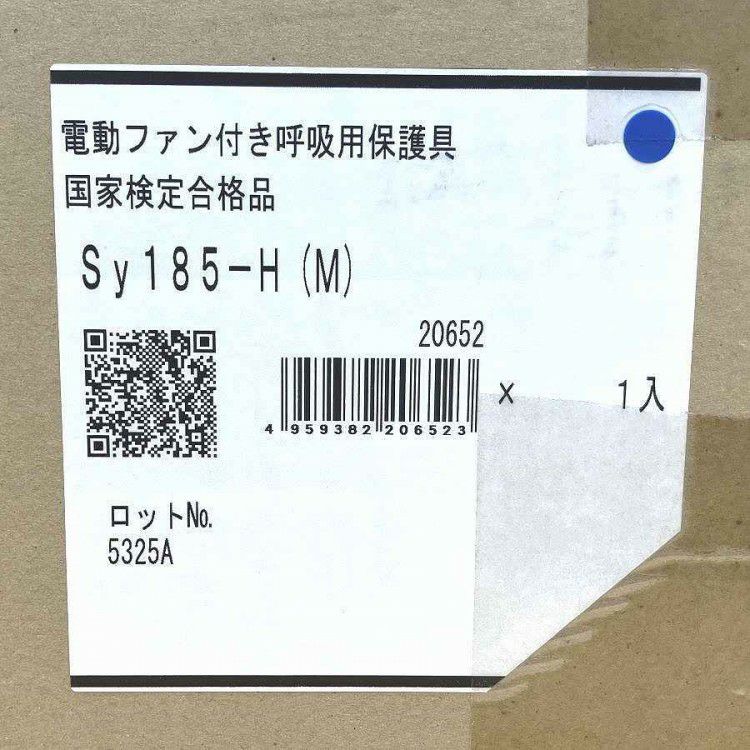 電動ファン付き呼吸用保護具
国家検定合格品
Sy185-H(M)
20652
4 959382 206523
× 1入
ロットNo.
5325A